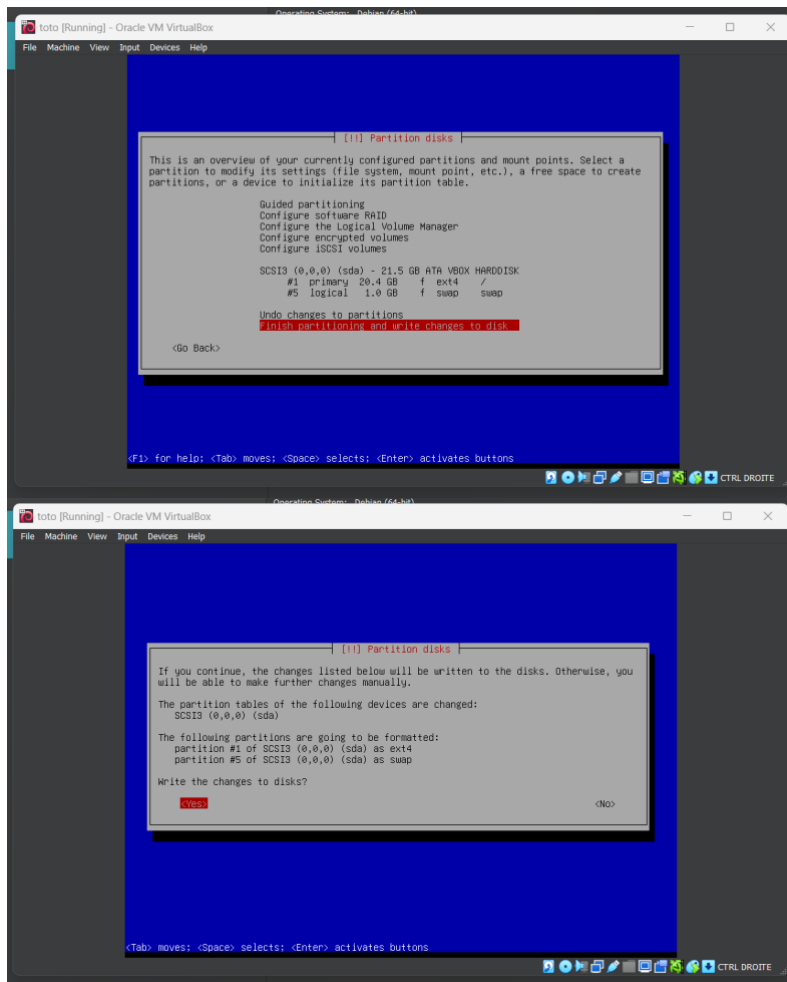 Operating System: Debian (64-bit)
toto [Running] - Oracle VM VirtualBox
File Machine View Input Devices Help
[!!] Partition disks
This is an overview of your currently configured partitions and mount points. Select a
partition to modify its settings (file system, mount point, etc.), a free space to create
partitions, or a device to initialize its partition table.
Guided partitioning
Configure software RAID
Configure the Logical Volume Manager
Configure encrypted volumes
Configure iSCSI volumes
SCSI3 (0,0,0) (sda) - 21.5 GB ATA VBOX HARDDISK
#1 primary 20.4 GB f ext4 /
#5 logical 1.0 GB f swap swap
Undo changes to partitions
Finish partitioning and write changes to disk
<Go Back>
<F1> for help; <Tab> moves; <Space> selects; <Enter> activates buttons
CTRL DROITE
Operating System: Debian (64-bit)
toto [Running] - Oracle VM VirtualBox
File Machine View Input Devices Help
[!!] Partition disks
If you continue, the changes listed below will be written to the disks. Otherwise, you
will be able to make further changes manually.
The partition tables of the following devices are changed:
SCSI3 (0,0,0) (sda)
The following partitions are going to be formatted:
partition #1 of SCSI3 (0,0,0) (sda) as ext4
partition #5 of SCSI3 (0,0,0) (sda) as swap
Write the changes to disks?
<Yes> <No>
<Tab> moves; <Space> selects; <Enter> activates buttons
CTRL DROITE